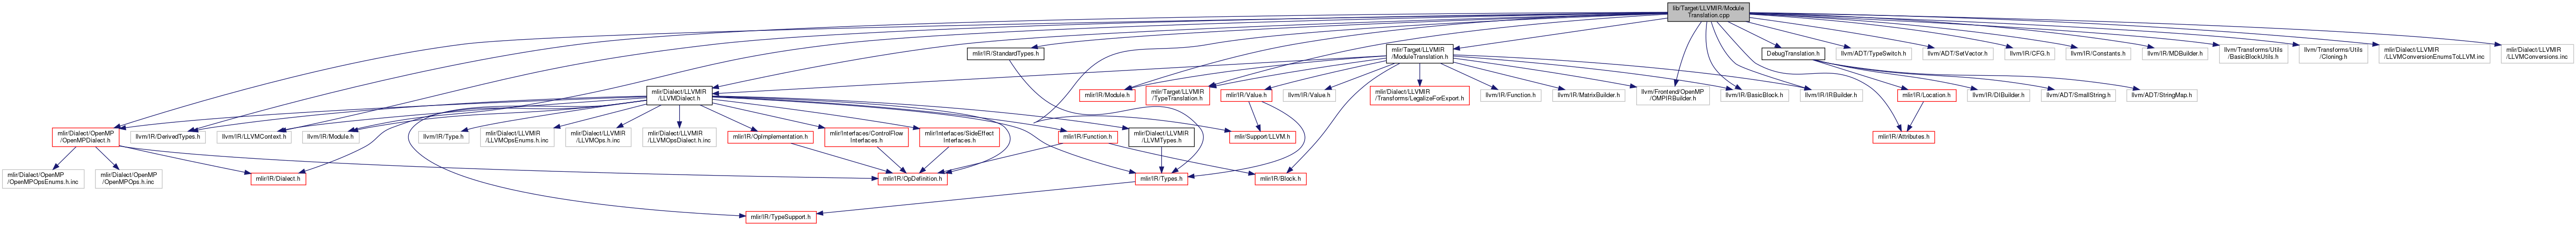 lib/Target/LLVMIR/Module
Translation.cpp
mlir/IR/StandardTypes.h
mlir/Target/LLVMIR
/ModuleTranslation.h
DebugTranslation.h
llvm/ADT/TypeSwitch.h
llvm/ADT/SetVector.h
llvm/IR/CFG.h
llvm/IR/Constants.h
llvm/IR/MDBuilder.h
llvm/Transforms/Utils
/BasicBlockUtils.h
llvm/Transforms/Utils
/Cloning.h
mlir/Dialect/LLVMIR
/LLVMConversionEnumsToLLVM.inc
mlir/Dialect/LLVMIR
/LLVMConversions.inc
mlir/Dialect/LLVMIR
/LLVMDialect.h
mlir/IR/Module.h
mlir/Target/LLVMIR
/TypeTranslation.h
mlir/IR/Value.h
llvm/IR/Value.h
mlir/Dialect/LLVMIR
/Transforms/LegalizeForExport.h
llvm/IR/Function.h
llvm/IR/MatrixBuilder.h
llvm/Frontend/OpenMP
/OMPIRBuilder.h
llvm/IR/BasicBlock.h
llvm/IR/IRBuilder.h
mlir/IR/Location.h
llvm/IR/DIBuilder.h
llvm/ADT/SmallString.h
llvm/ADT/StringMap.h
mlir/Dialect/OpenMP
/OpenMPDialect.h
llvm/IR/DerivedTypes.h
llvm/IR/LLVMContext.h
llvm/IR/Module.h
llvm/IR/Type.h
mlir/Dialect/LLVMIR
/LLVMOpsEnums.h.inc
mlir/Dialect/LLVMIR
/LLVMOps.h.inc
mlir/Dialect/LLVMIR
/LLVMOpsDialect.h.inc
mlir/IR/OpImplementation.h
mlir/Interfaces/ControlFlow
Interfaces.h
mlir/Interfaces/SideEffect
Interfaces.h
mlir/IR/Function.h
mlir/Dialect/LLVMIR
/LLVMTypes.h
mlir/Support/LLVM.h
mlir/IR/Attributes.h
mlir/Dialect/OpenMP
/OpenMPOpsEnums.h.inc
mlir/Dialect/OpenMP
/OpenMPOps.h.inc
mlir/IR/Dialect.h
mlir/IR/OpDefinition.h
mlir/IR/Types.h
mlir/IR/Block.h
mlir/IR/TypeSupport.h